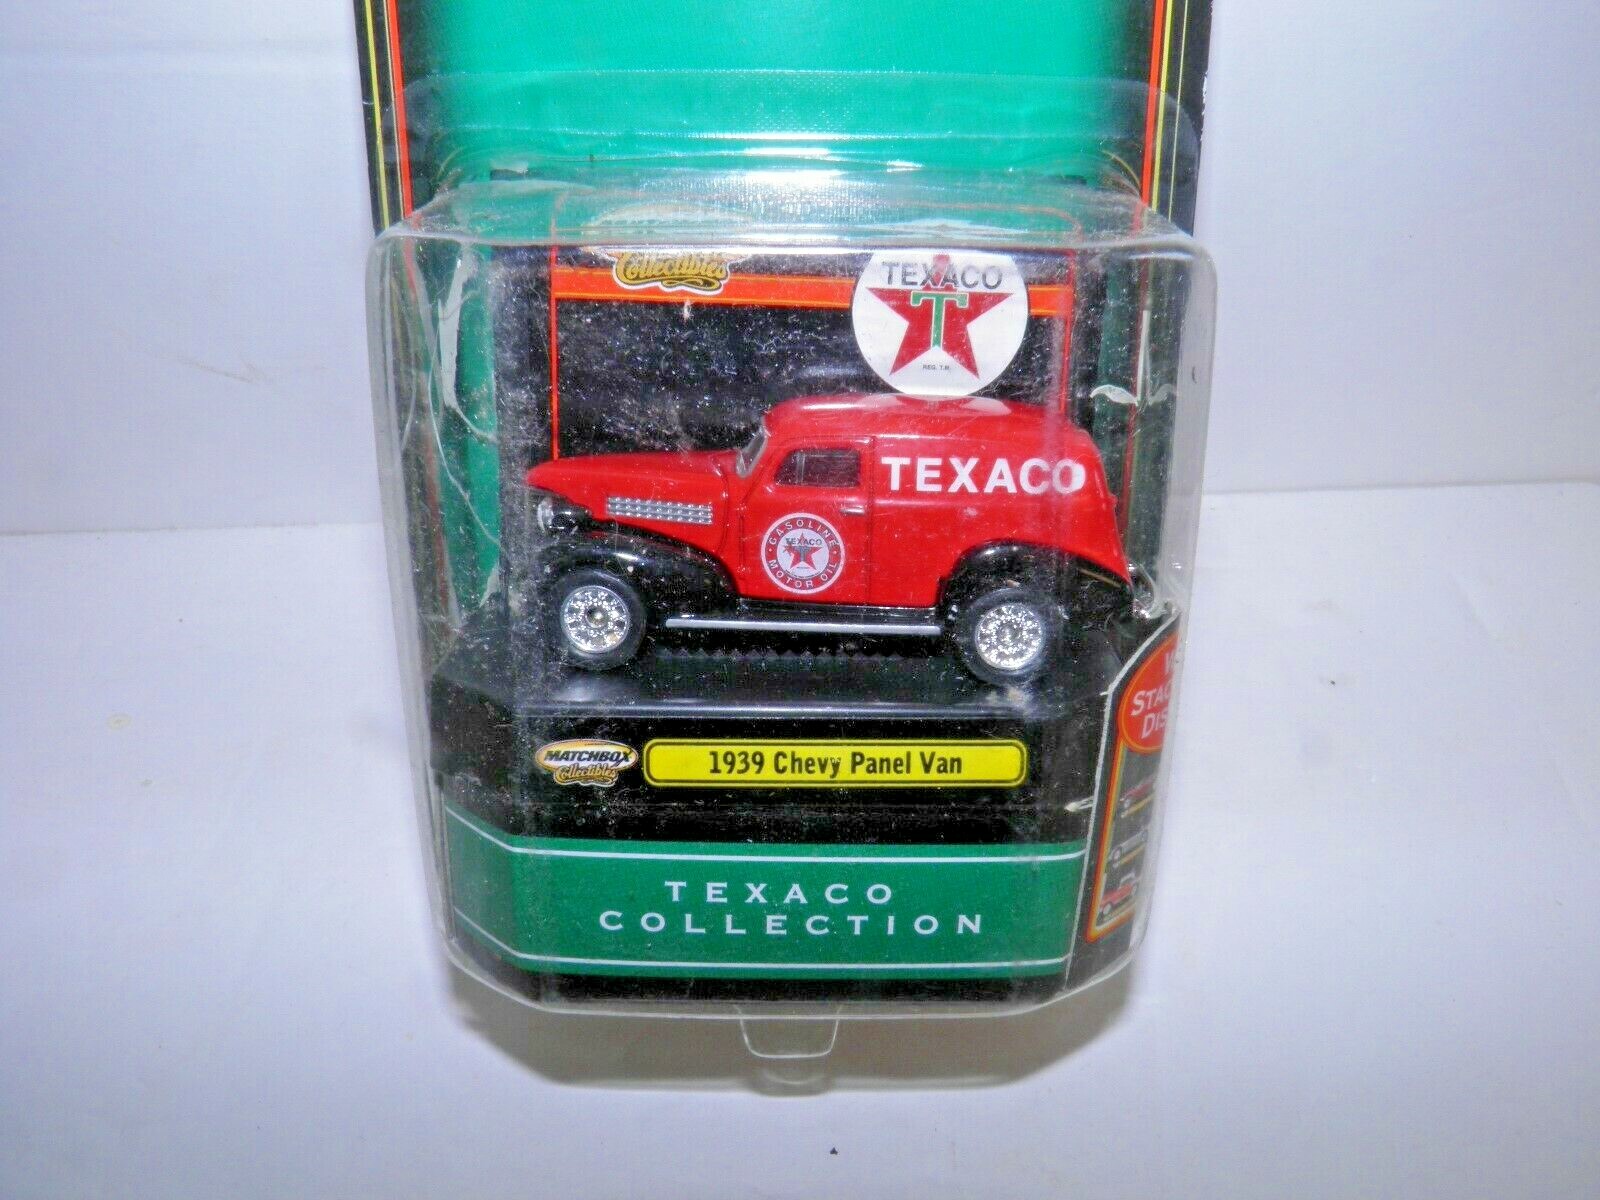 Collectibles
TEXACO
T
REG. T.M.
TEXACO
GASOLINE
TEXACO
T
MOTOR OIL
MATCHBOX
Collectibles
1939 Chevy Panel Van
TEXACO
COLLECTION